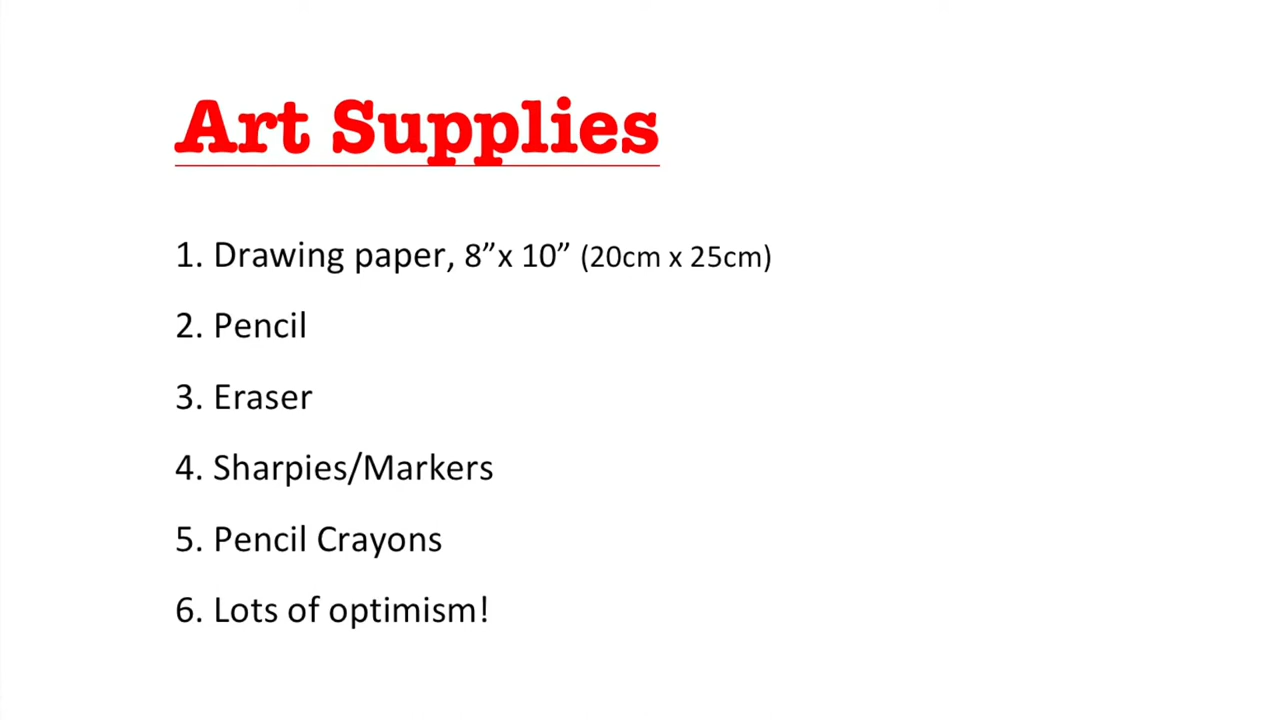 Art Supplies
1. Drawing paper, 8”x 10” (20cm x 25cm)
2. Pencil
3. Eraser
4. Sharpies/Markers
5. Pencil Crayons
6. Lots of optimism!